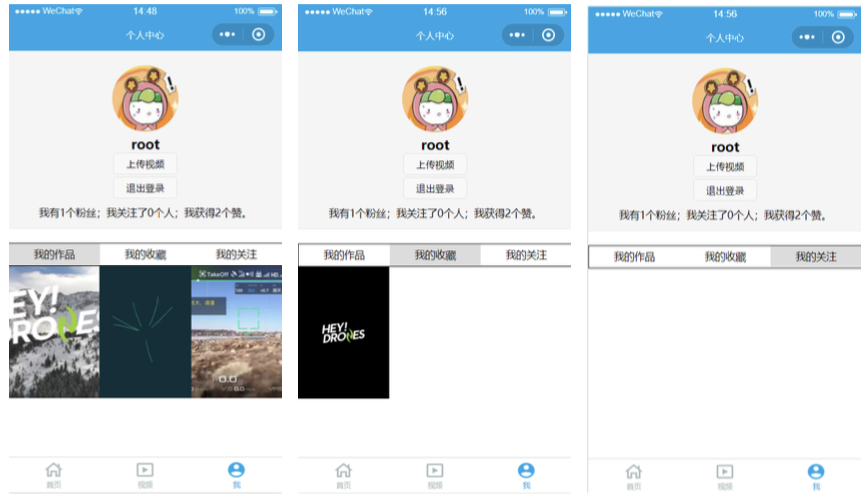 WeChat 14:48 100%
个人中心
root
上传视频
退出登录
我有1个粉丝；我关注了0个人；我获得2个赞。
我的作品 我的收藏 我的关注
HEY!
DRONES
TakeOff
0.0
首页 视频 我
WeChat 14:56 100%
个人中心
root
上传视频
退出登录
我有1个粉丝；我关注了0个人；我获得2个赞。
我的作品 我的收藏 我的关注
HEY!
DRONES
首页 视频 我
WeChat 14:56 100%
个人中心
root
上传视频
退出登录
我有1个粉丝；我关注了0个人；我获得2个赞。
我的作品 我的收藏 我的关注
首页 视频 我